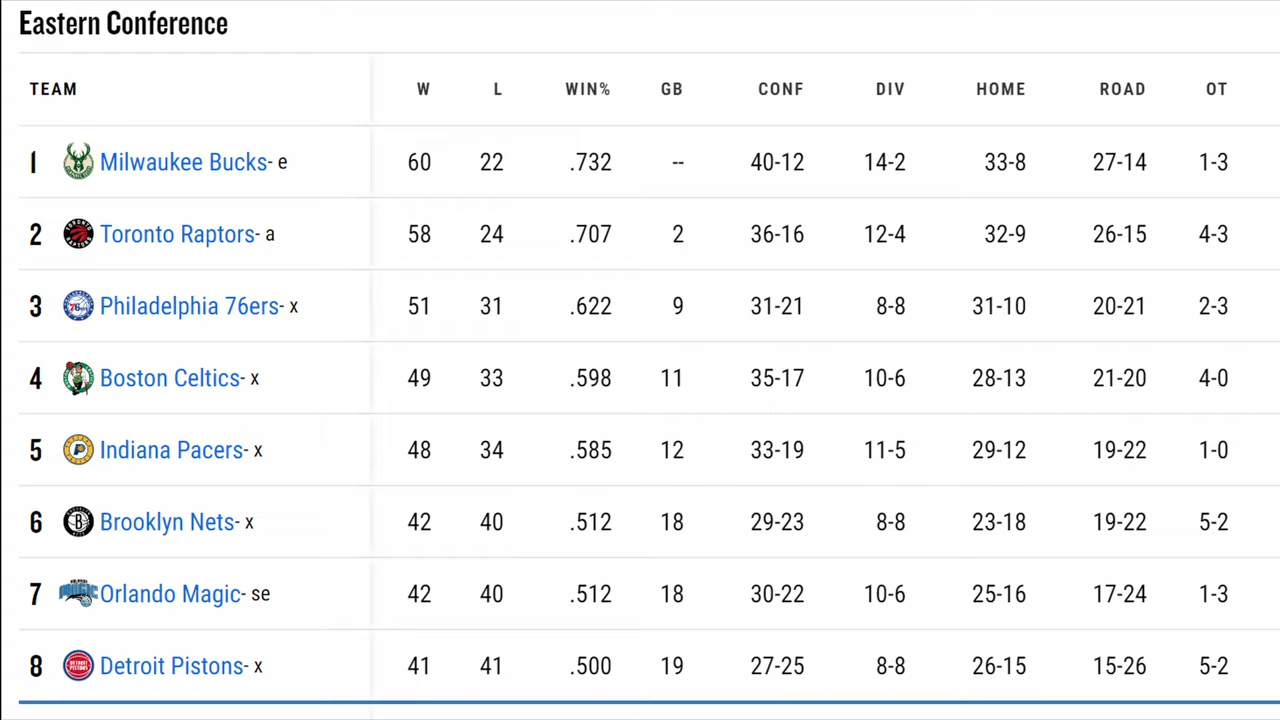 Eastern Conference
TEAM W L WIN% GB CONF DIV HOME ROAD OT
1 Milwaukee Bucks- e 60 22 .732 -- 40-12 14-2 33-8 27-14 1-3
2 Toronto Raptors- a 58 24 .707 2 36-16 12-4 32-9 26-15 4-3
3 Philadelphia 76ers- x 51 31 .622 9 31-21 8-8 31-10 20-21 2-3
4 Boston Celtics- x 49 33 .598 11 35-17 10-6 28-13 21-20 4-0
5 Indiana Pacers- x 48 34 .585 12 33-19 11-5 29-12 19-22 1-0
6 Brooklyn Nets- x 42 40 .512 18 29-23 8-8 23-18 19-22 5-2
7 Orlando Magic- se 42 40 .512 18 30-22 10-6 25-16 17-24 1-3
8 Detroit Pistons- x 41 41 .500 19 27-25 8-8 26-15 15-26 5-2